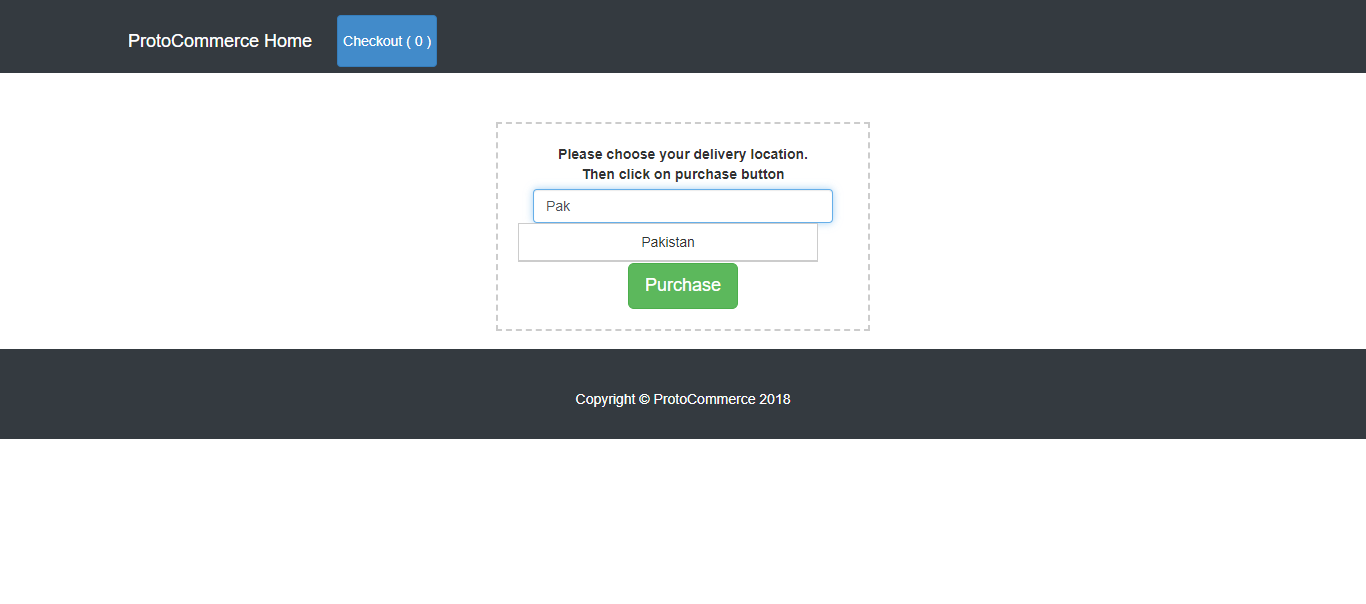 ProtoCommerce Home
Checkout ( 0 )
Please choose your delivery location.
Then click on purchase button
Pak
Pakistan
Purchase
Copyright © ProtoCommerce 2018